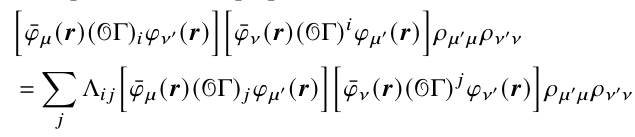 [φ̄_μ(r)(𝒪Γ)_i φ_ν′(r)][φ̄_ν(r)(𝒪Γ)^i φ_μ′(r)]ρ_μ′μ ρ_ν′ν
= ∑_j Λ_ij [φ̄_μ(r)(𝒪Γ)_j φ_μ′(r)][φ̄_ν(r)(𝒪Γ)^j φ_ν′(r)]ρ_μ′μ ρ_ν′ν